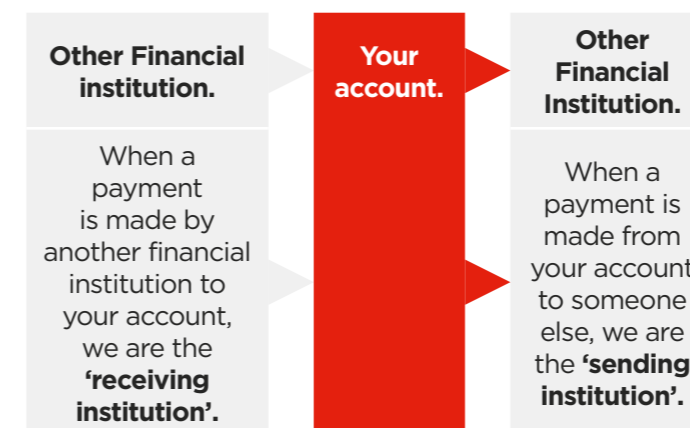 Other Financial
institution.
When a
payment
is made by
another financial
institution to
your account,
we are the
‘receiving
institution’.
Your
account.
Other
Financial
Institution.
When a
payment is
made from
your account
to someone
else, we are
the ‘sending
institution’.